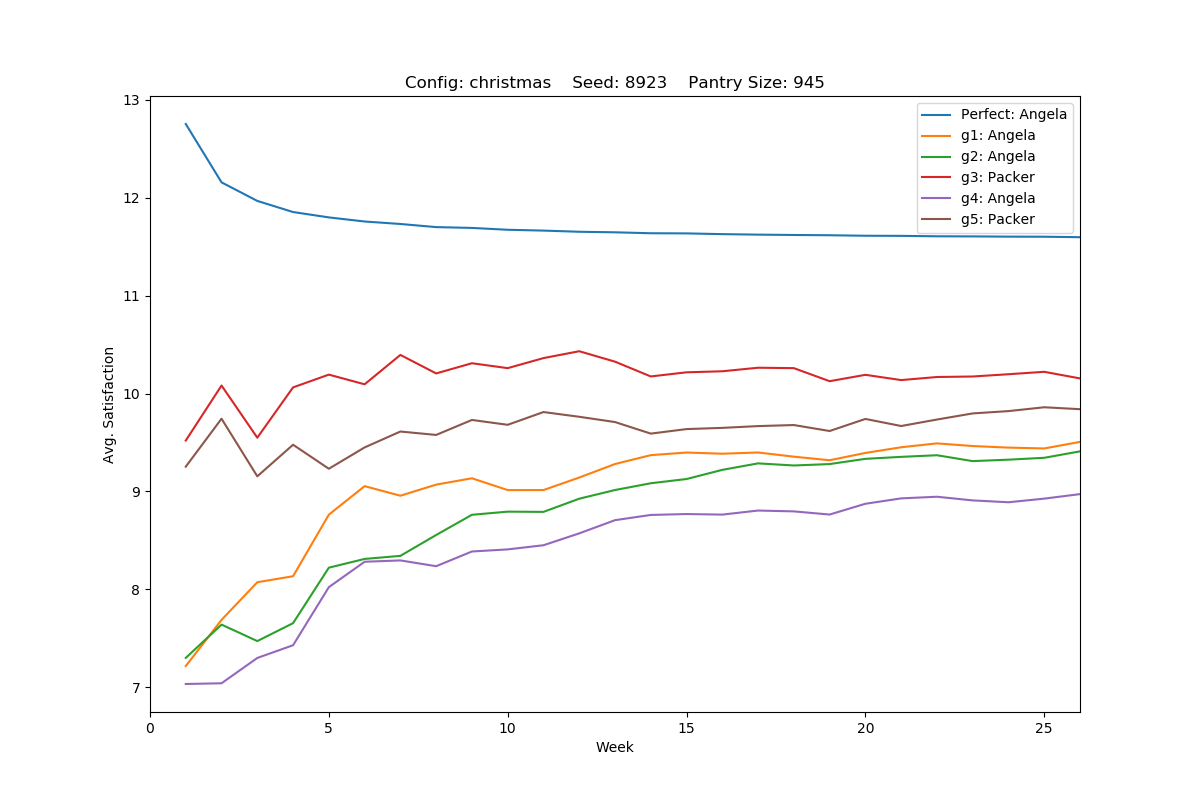 Config: christmas    Seed: 8923    Pantry Size: 945
13
12
11
10
9
8
7
Avg. Satisfaction
Perfect: Angela
g1: Angela
g2: Angela
g3: Packer
g4: Angela
g5: Packer
0 5 10 15 20 25
Week